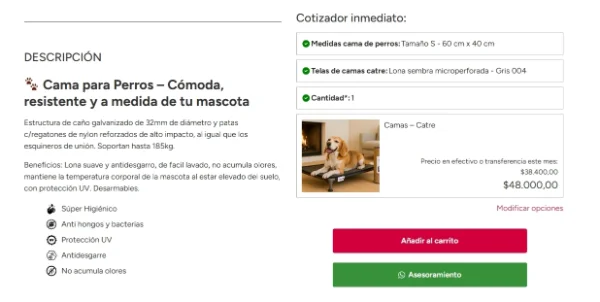 DESCRIPCIÓN
🐾 Cama para Perros – Cómoda,
resistente y a medida de tu mascota
Estructura de caño galvanizado de 32mm de diámetro y patas
c/regatones de nylon reforzados de alto impacto, al igual que los
esquineros de unión. Soportan hasta 185kg.
Beneficios: Lona suave y antidesgarro, de facil lavado, no acumula olores,
mantiene la temperatura corporal de la mascota al estar elevado del suelo,
con protección UV. Desarmables.
Súper Higiénico
Anti hongos y bacterias
Protección UV
Antidesgarre
No acumula olores
Cotizador inmediato:
Medidas cama de perros: Tamaño S - 60 cm x 40 cm
Telas de camas catre: Lona sembra microperforada - Gris 004
Cantidad*: 1
Camas – Catre
Precio en efectivo o transferencia este mes:
$38.400,00
$48.000,00
Modificar opciones
Añadir al carrito
Asesoramiento